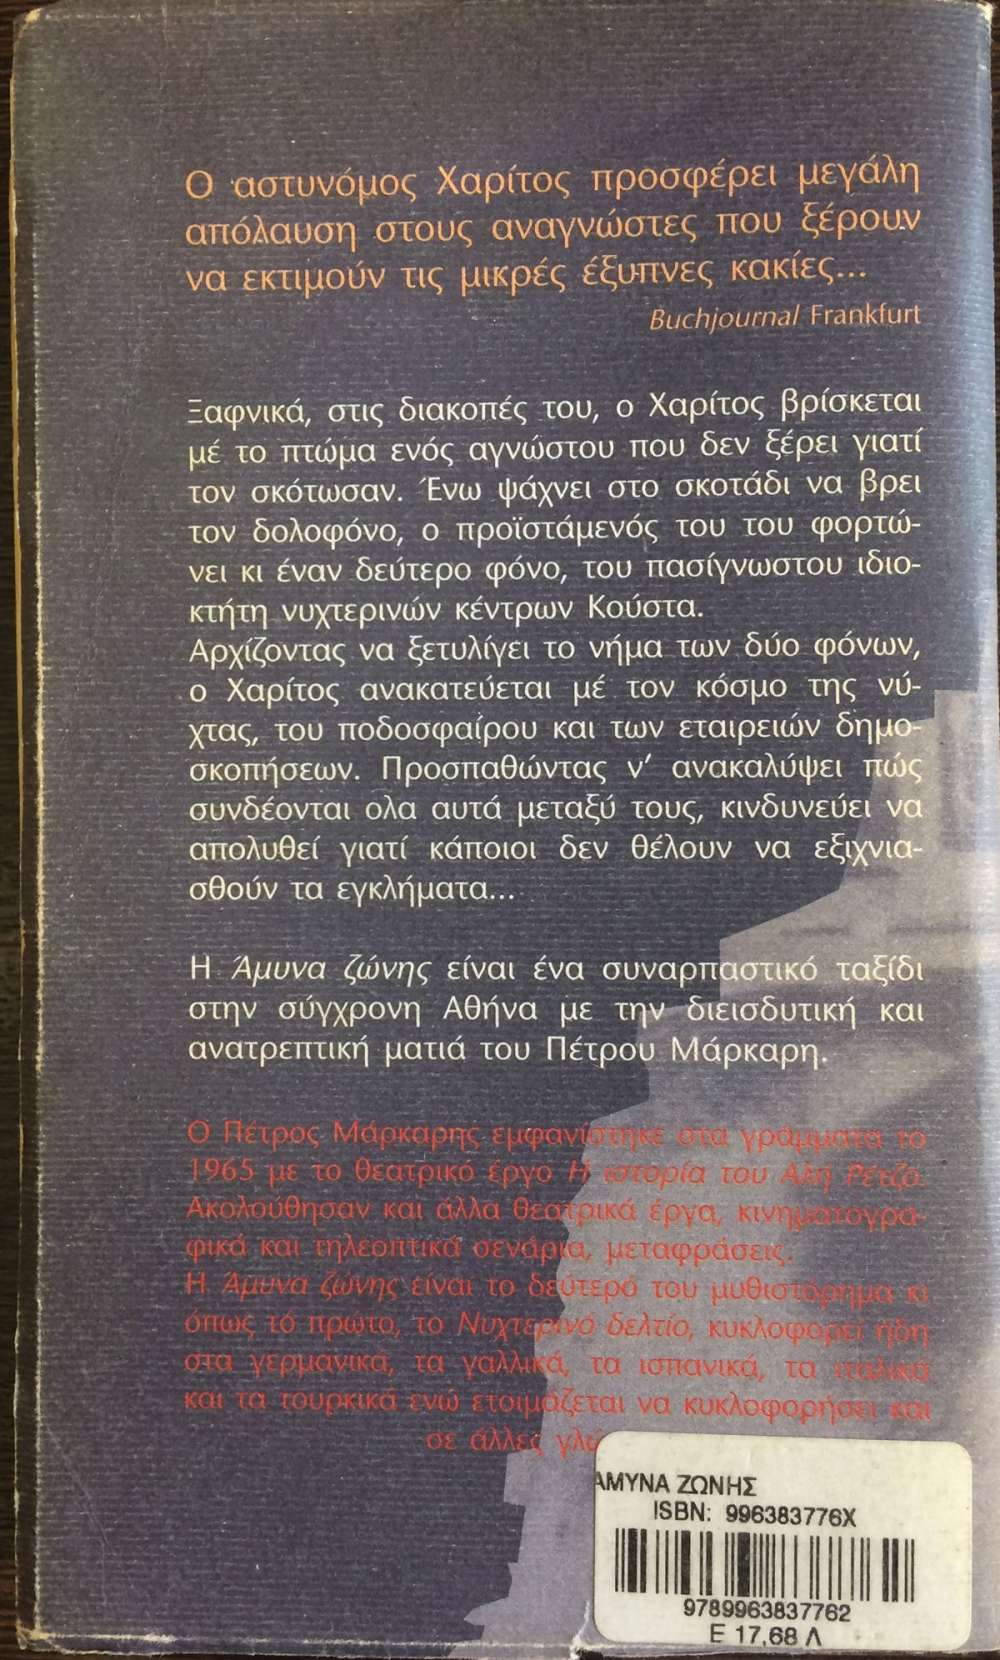 Ο αστυνόμος Χαρίτος προσφέρει μεγάλη
απόλαυση στους αναγνώστες που ξέρουν
να εκτιμούν τις μικρές έξυπνες κακίες...
Buchjournal Frankfurt
Ξαφνικά, στις διακοπές του, ο Χαρίτος βρίσκεται
μέ το πτώμα ενός αγνώστου που δεν ξέρει γιατί
τον σκότωσαν. Ένω ψάχνει στο σκοτάδι να βρει
τον δολοφόνο, ο προϊστάμενός του του φορτώ-
νει κι έναν δεύτερο φόνο, του πασίγνωστου ιδιο-
κτήτη νυχτερινών κέντρων Κούστα.
Αρχίζοντας να ξετυλίγει το νήμα των δύο φόνων,
ο Χαρίτος ανακατεύεται μέ τον κόσμο της νύ-
χτας, του ποδοσφαίρου και των εταιρειών δημο-
σκοπήσεων. Προσπαθώντας ν' ανακαλύψει πώς
συνδέονται ολα αυτά μεταξύ τους, κινδυνεύει να
απολυθεί γιατί κάποιοι δεν θέλουν να εξιχνια-
σθούν τα εγκλήματα...
Η Άμυνα ζώνης είναι ένα συναρπαστικό ταξίδι
στην σύγχρονη Αθήνα με την διεισδυτική και
ανατρεπτική ματιά του Πέτρου Μάρκαρη.
Ο Πέτρος Μάρκαρης εμφανίστηκε στα γράμματα το
1965 με το θεατρικό έργο Η ιστορία του Αλή Ρέτζο.
Ακολούθησαν και άλλα θεατρικά έργα, κινηματογρα-
φικά και τηλεοπτικά σενάρια, μεταφράσεις.
Η Άμυνα ζώνης είναι το δεύτερό του μυθιστόρημα κι
όπως τό πρώτο, το Νυχτερινό δελτίο, κυκλοφορεί ήδη
στα γερμανικά, τα γαλλικά, τα ισπανικά, τα ιταλικά
και τα τουρκικά ενώ ετοιμάζεται να κυκλοφορήσει και
σε άλλες
ΑΜΥΝΑ ΖΩΝΗΣ
ISBN: 996383776X
9789963837762
Ε 17,68 Λ